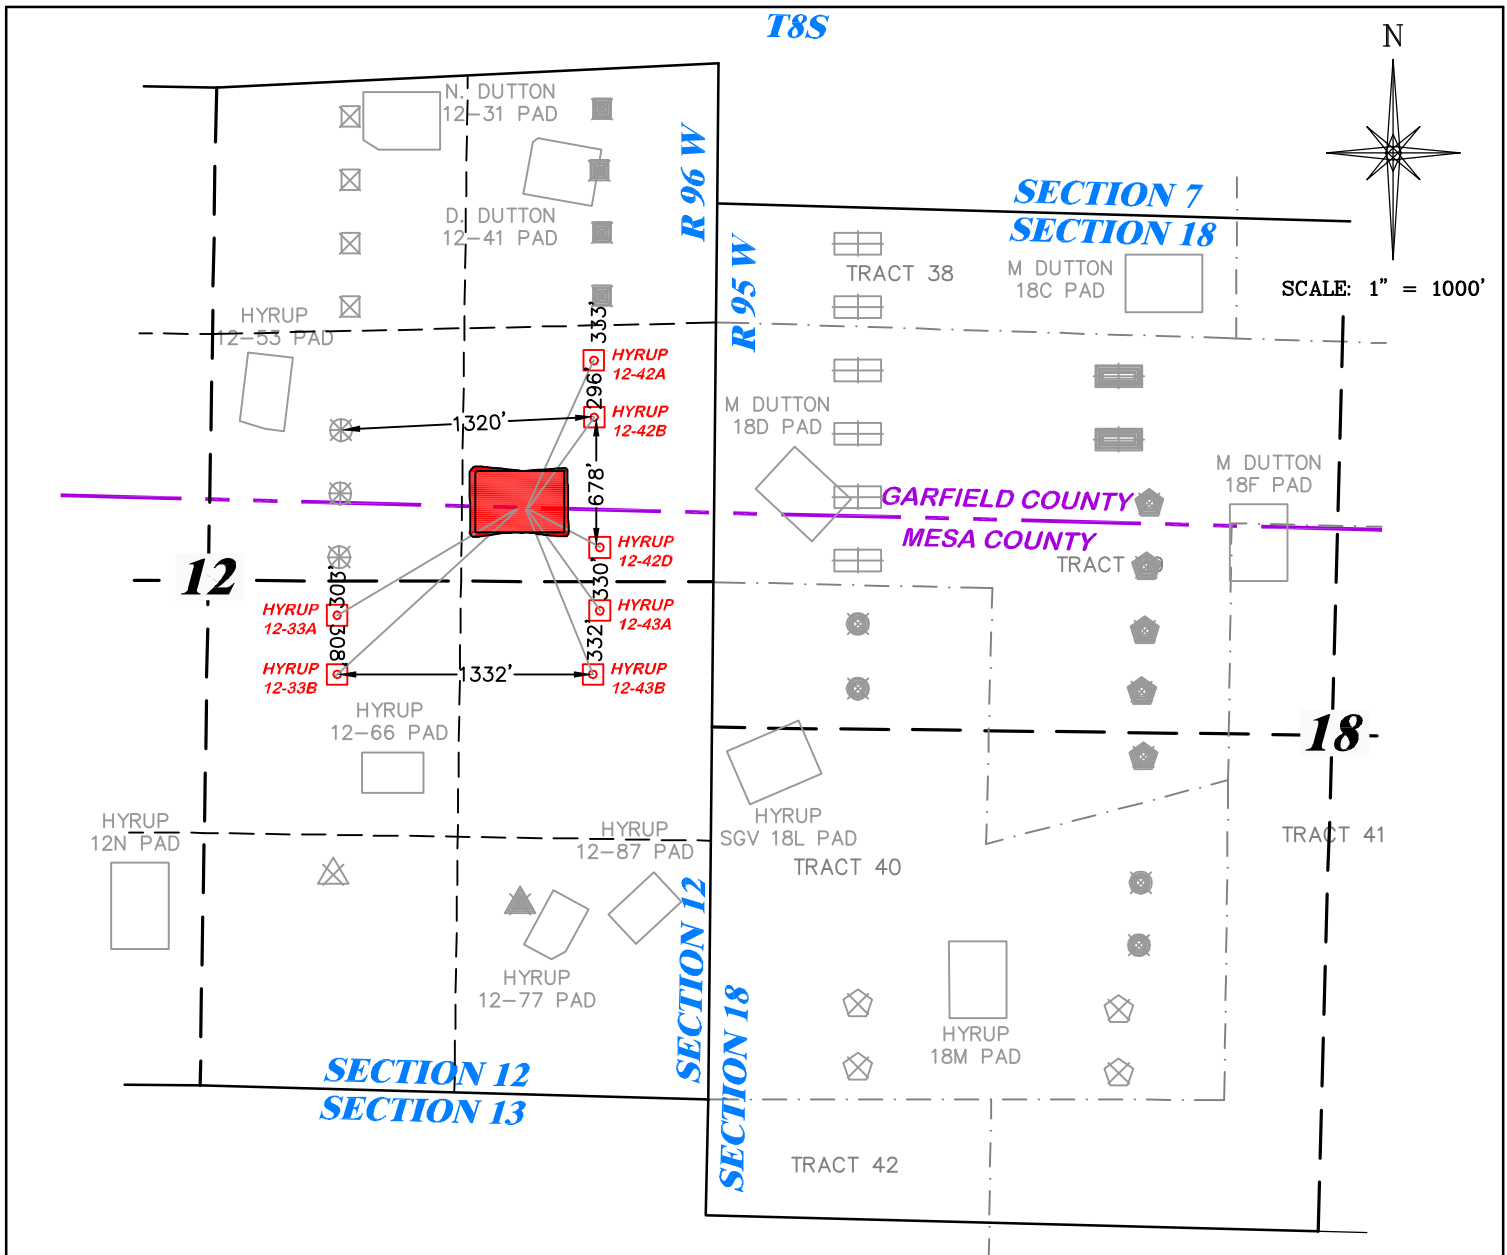 T8S
N
N. DUTTON
12-31 PAD
R 96 W
SECTION 7
SECTION 18
D. DUTTON
12-41 PAD
R 95 W
TRACT 38
M DUTTON
18C PAD
SCALE: 1" = 1000'
HYRUP
12-53 PAD
333'
HYRUP
12-42A
296'
HYRUP
12-42B
1320'
M DUTTON
18D PAD
678'
M DUTTON
18F PAD
GARFIELD COUNTY
MESA COUNTY
HYRUP
12-42D
12
303'
330'
HYRUP
12-33A
HYRUP
12-43A
308'
332'
HYRUP
12-33B
1332'
HYRUP
12-43B
HYRUP
12-66 PAD
18
HYRUP
12N PAD
HYRUP
12-87 PAD
HYRUP
SGV 18L PAD
TRACT 41
TRACT 40
SECTION 12
HYRUP
12-77 PAD
SECTION 18
HYRUP
18M PAD
SECTION 12
SECTION 13
TRACT 42